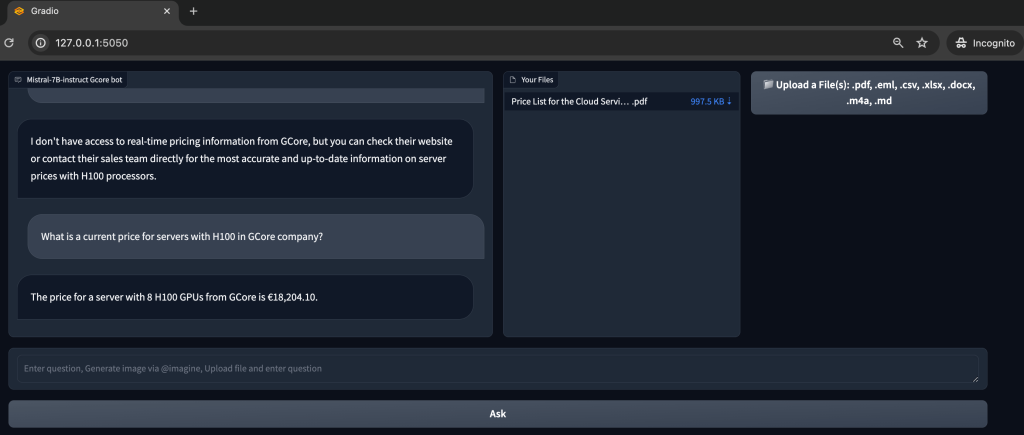 Gradio
127.0.0.1:5050
Incognito
Mistral-7B-instruct Gcore bot
I don't have access to real-time pricing information from GCore, but you can check their website
or contact their sales team directly for the most accurate and up-to-date information on server
prices with H100 processors.
What is a current price for servers with H100 in GCore company?
The price for a server with 8 H100 GPUs from GCore is €18,204.10.
Your Files
Price List for the Cloud Servi... .pdf 997.5 KB ⇣
Upload a File(s): .pdf, .eml, .csv, .xlsx, .docx,
.m4a, .md
Enter question, Generate image via @imagine, Upload file and enter question
Ask